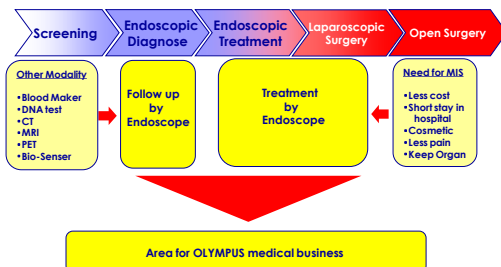 Screening
Endoscopic
Diagnose
Endoscopic
Treatment
Laparoscopic
Surgery
Open Surgery
Other Modality
•Blood Maker
•DNA test
•CT
•MRI
•PET
•Bio-Senser
Follow up
by
Endoscope
Treatment
by
Endoscope
Need for MIS
•Less cost
•Short stay in
hospital
•Cosmetic
•Less pain
•Keep Organ
Area for OLYMPUS medical business